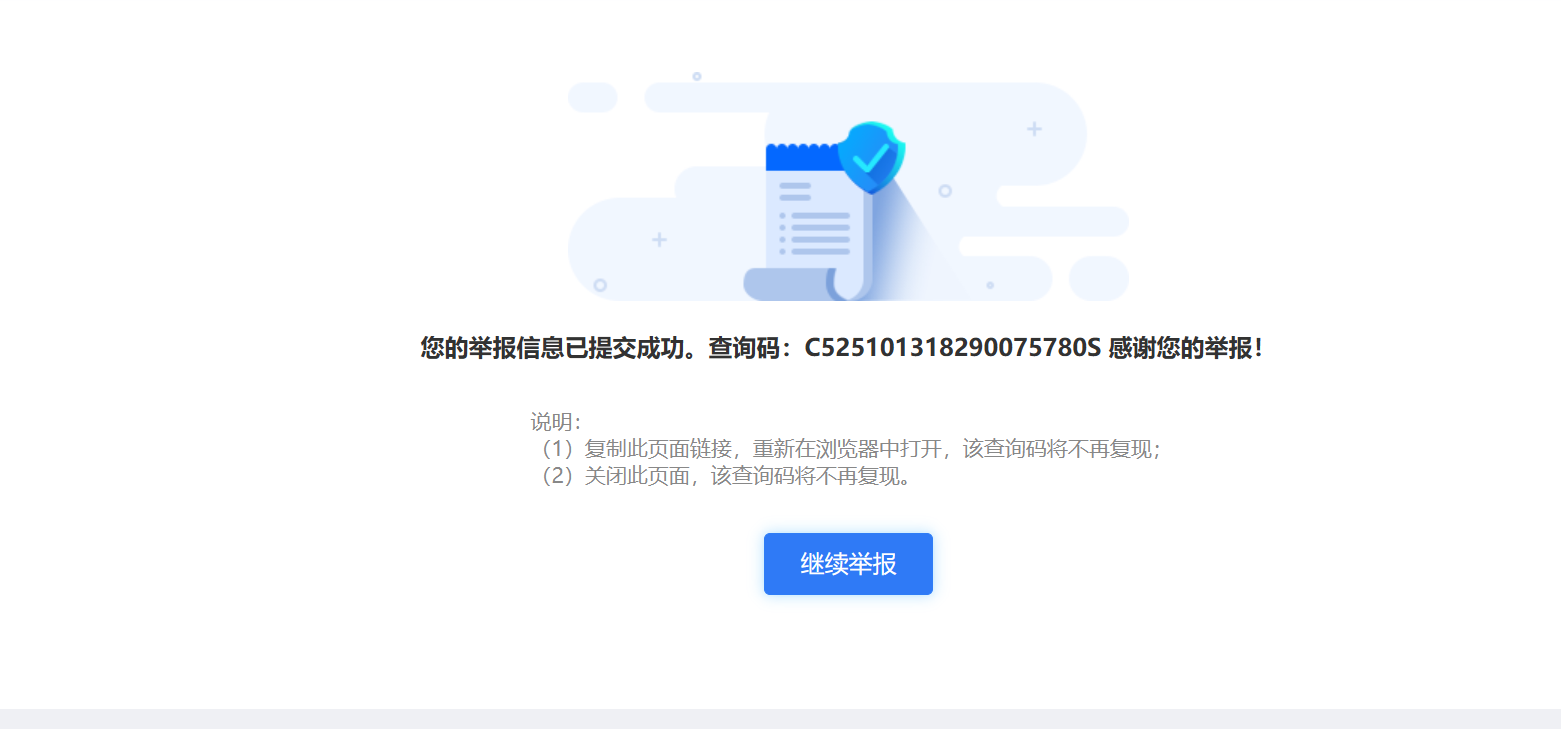 您的举报信息已提交成功。查询码：C525101318290075780S 感谢您的举报！
说明：
（1）复制此页面链接，重新在浏览器中打开，该查询码将不再复现；
（2）关闭此页面，该查询码将不再复现。
继续举报